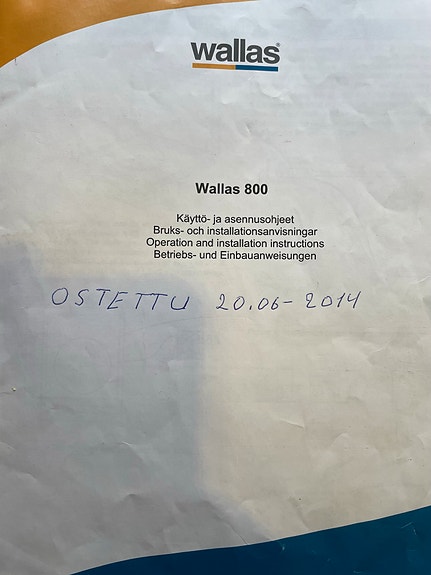 wallas®
Wallas 800
Käyttö- ja asennusohjeet
Bruks- och installationsanvisningar
Operation and installation instructions
Betriebs- und Einbauanweisungen
OSTETTU 20.06-2014